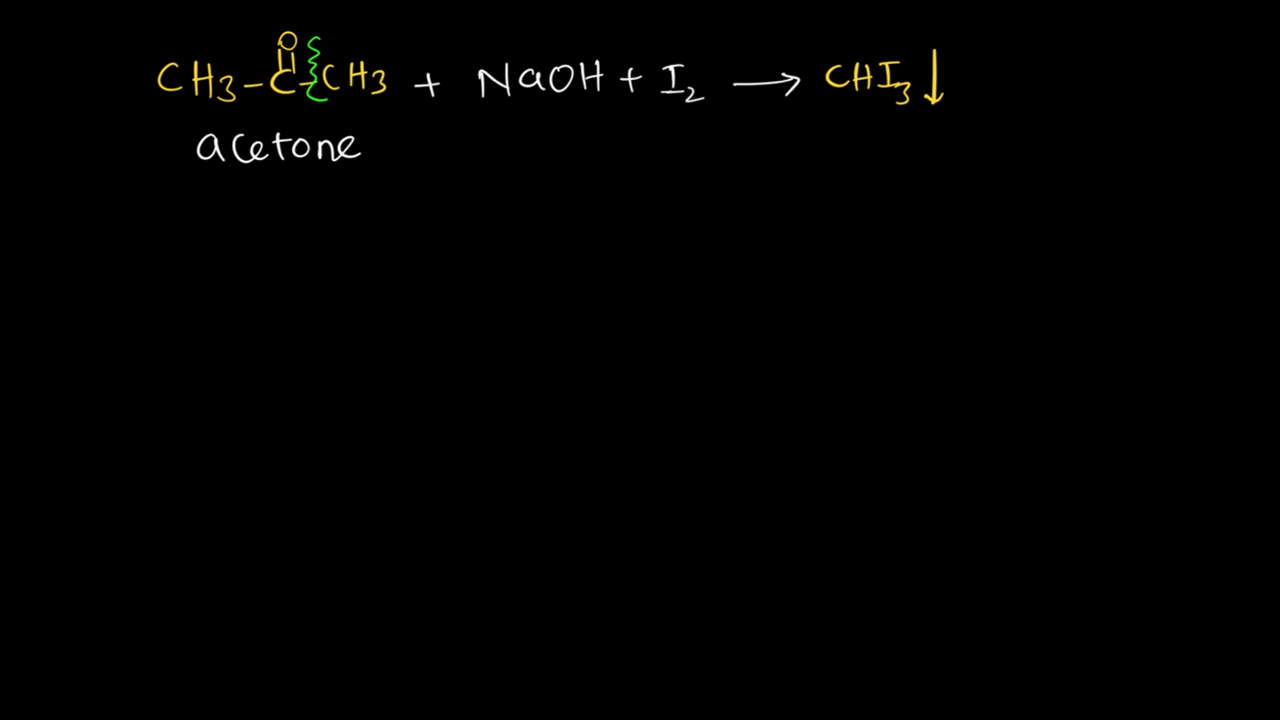 O
CH3-C-CH3 + NaOH + I2 → CHI3↓
acetone